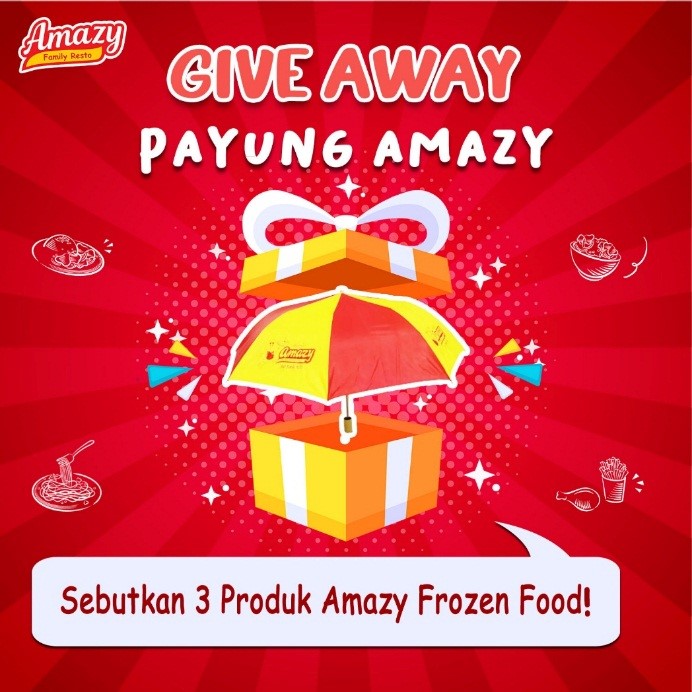 Amazy
Family Resto
GIVE AWAY
PAYUNG AMAZY
Amazy
Sebutkan 3 Produk Amazy Frozen Food!